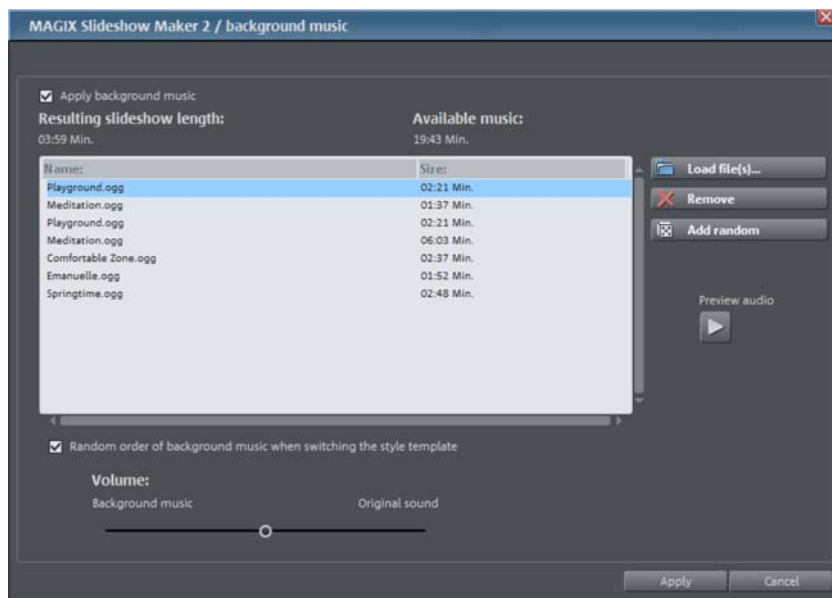 MAGIX Slideshow Maker 2 / background music
Apply background music
Resulting slideshow length:
Available music:
03:59 Min.
19:43 Min.
Name:
Size:
Playground.ogg 02:21 Min.
Meditation.ogg 01:37 Min.
Playground.ogg 02:21 Min.
Meditation.ogg 06:03 Min.
Comfortable Zone.ogg 02:37 Min.
Emanuelle.ogg 01:52 Min.
Springtime.ogg 02:48 Min.
Load file(s)...
Remove
Add random
Preview audio
Random order of background music when switching the style template
Volume:
Background music
Original sound
Apply
Cancel